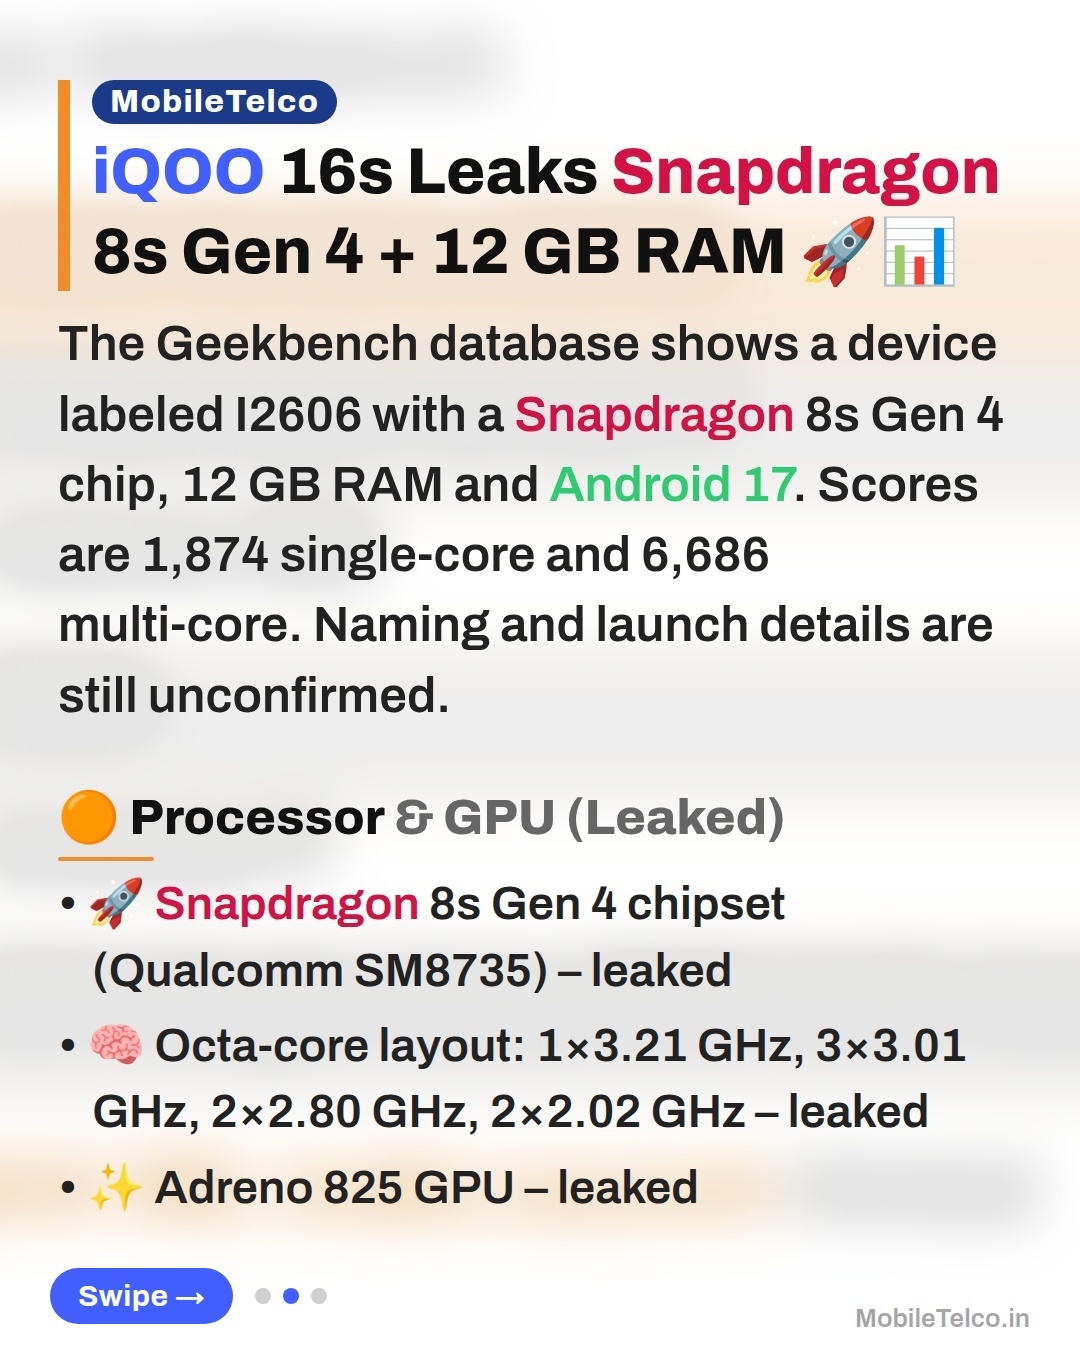 MobileTelco
iQOO 16s Leaks Snapdragon
8s Gen 4 + 12 GB RAM 🚀📊
The Geekbench database shows a device
labeled I2606 with a Snapdragon 8s Gen 4
chip, 12 GB RAM and Android 17. Scores
are 1,874 single-core and 6,686
multi-core. Naming and launch details are
still unconfirmed.
🟠 Processor & GPU (Leaked)
• 🚀 Snapdragon 8s Gen 4 chipset
(Qualcomm SM8735) – leaked
• 🧠 Octa-core layout: 1×3.21 GHz, 3×3.01
GHz, 2×2.80 GHz, 2×2.02 GHz – leaked
• ✨ Adreno 825 GPU – leaked
Swipe →
MobileTelco.in